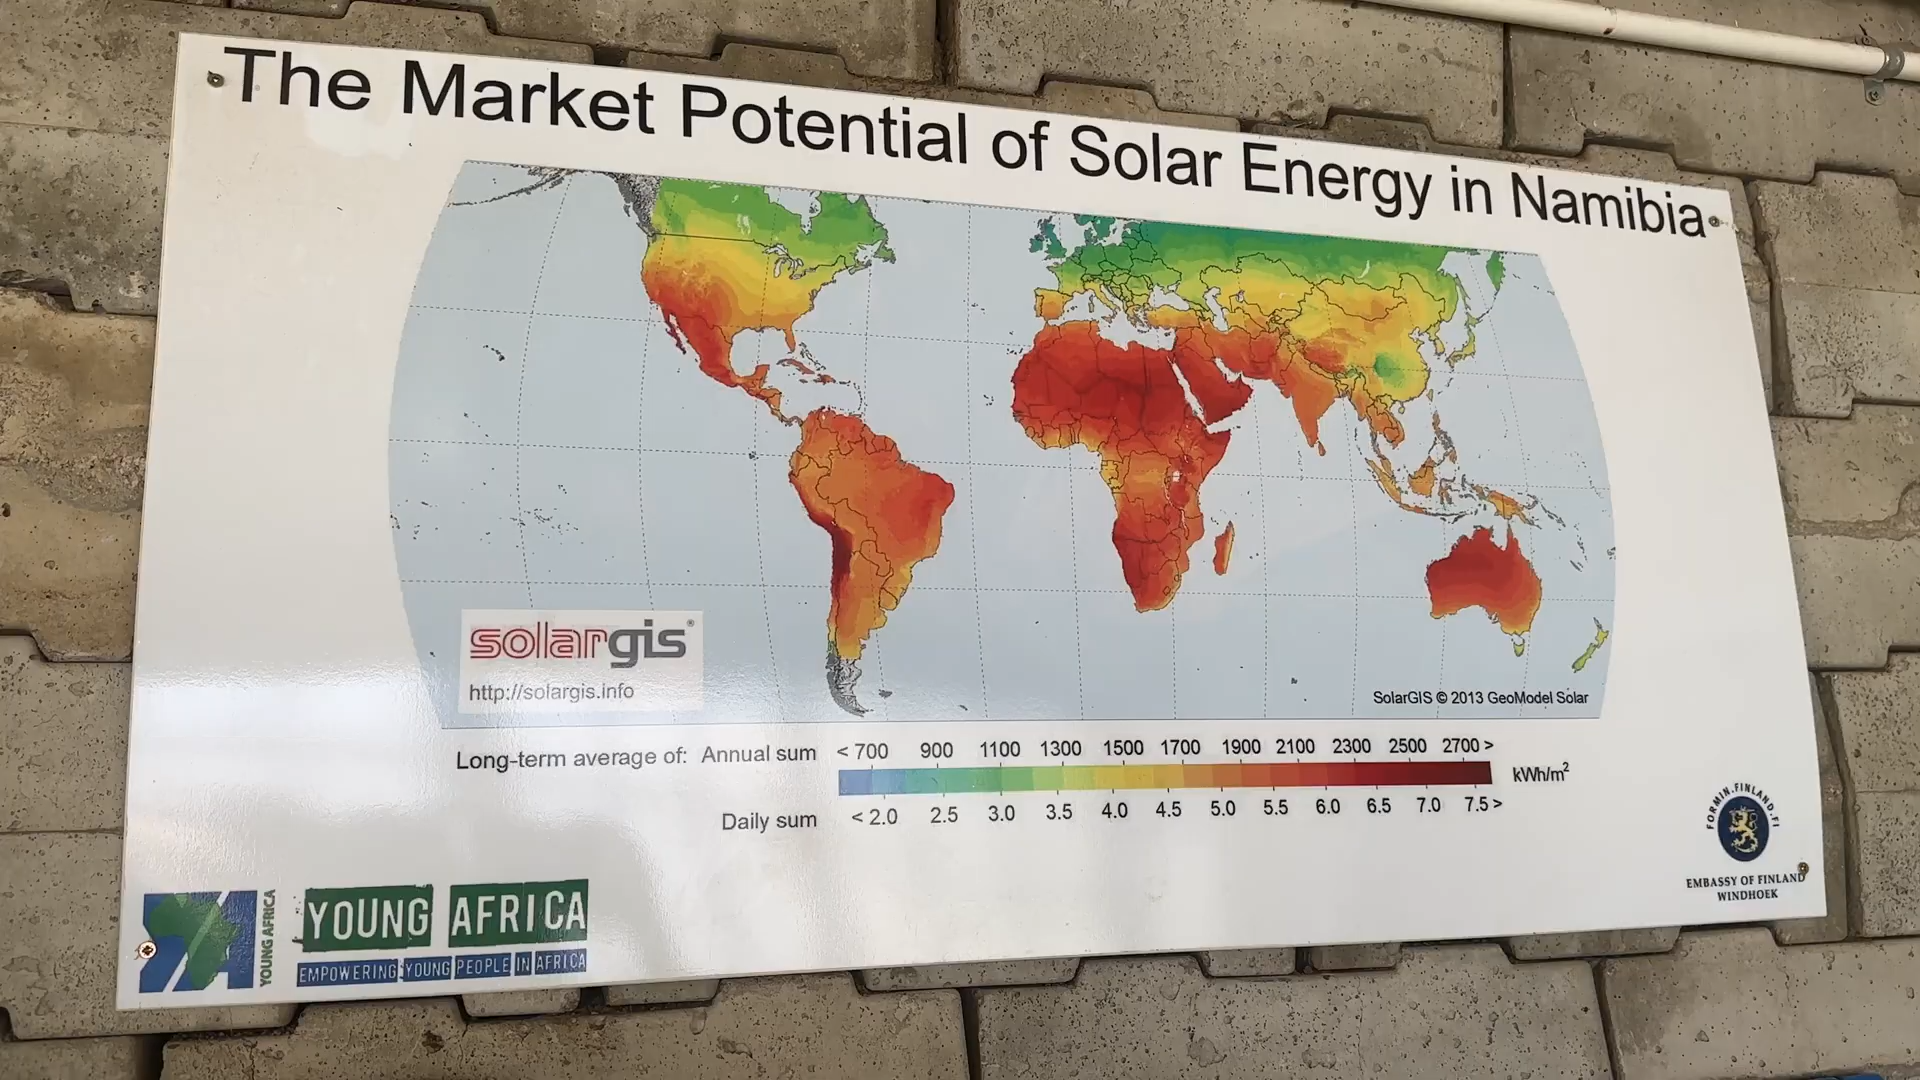 The Market Potential of Solar Energy in Namibia
solargis®
http://solargis.info
SolarGIS © 2013 GeoModel Solar
Long-term average of: Annual sum < 700 900 1100 1300 1500 1700 1900 2100 2300 2500 2700 > kWh/m²
Daily sum < 2.0 2.5 3.0 3.5 4.0 4.5 5.0 5.5 6.0 6.5 7.0 7.5 >
YA YOUNG AFRICA
YOUNG AFRICA
EMPOWERING YOUNG PEOPLE IN AFRICA
FORMIN.FINLAND.FI
EMBASSY OF FINLAND
WINDHOEK